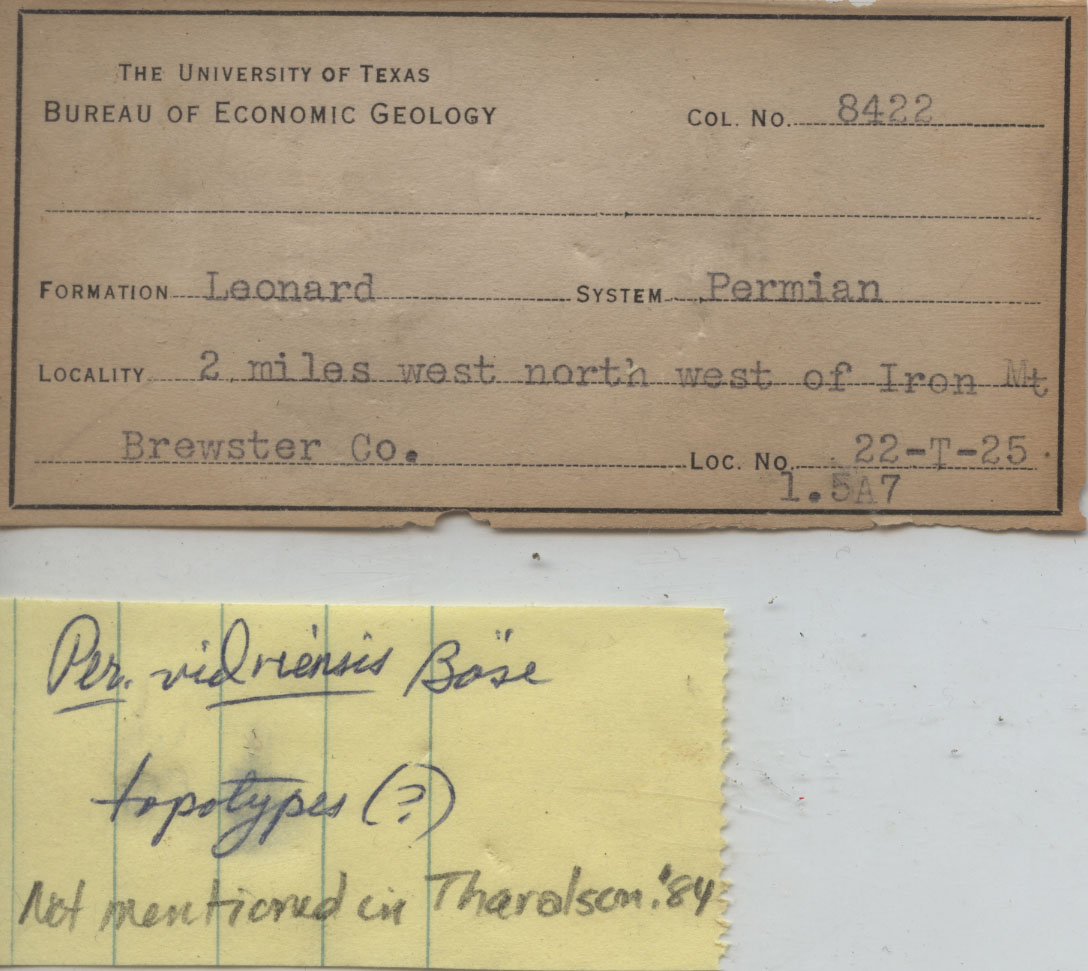 THE UNIVERSITY OF TEXAS
BUREAU OF ECONOMIC GEOLOGY
COL. NO. 8422
FORMATION Leonard SYSTEM Permian
LOCALITY 2 miles west north west of Iron Mt
Brewster Co. LOC. NO. 22-T-25
1.5A7
Per. vidriensis Böse
topotypes (?)
Not mentioned in Tharalson '84